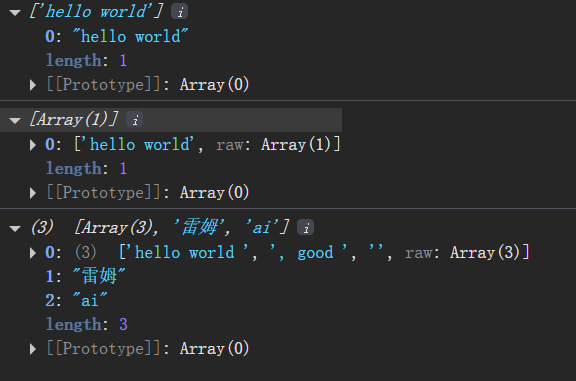 ['hello world'] i
0: "hello world"
length: 1
[[Prototype]]: Array(0)
[Array(1)] i
0: ['hello world', raw: Array(1)]
length: 1
[[Prototype]]: Array(0)
(3) [Array(3), '雷姆', 'ai'] i
0: (3) ['hello world ', ', good ', '', raw: Array(3)]
1: "雷姆"
2: "ai"
length: 3
[[Prototype]]: Array(0)